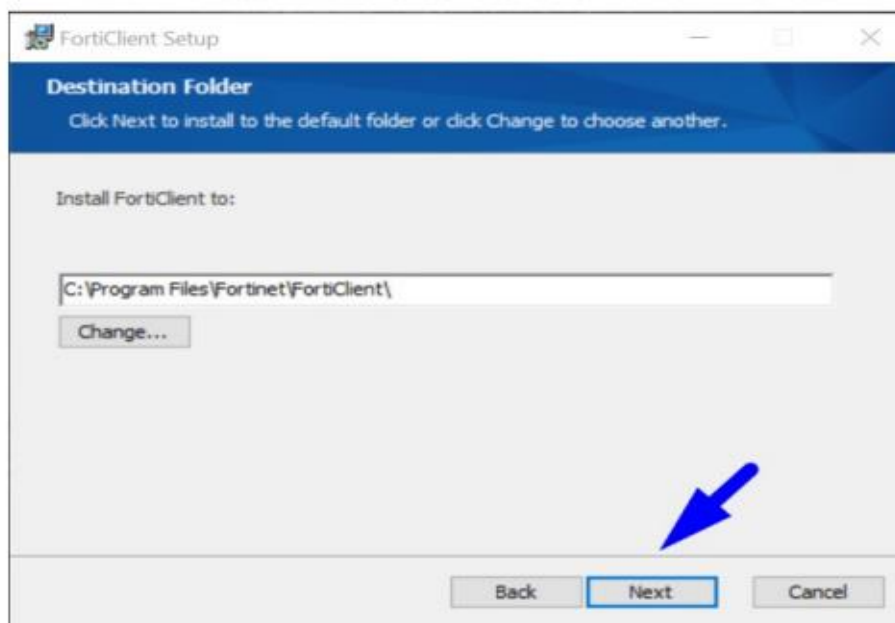 FortiClient Setup
Destination Folder
Click Next to install to the default folder or click Change to choose another.
Install FortiClient to:
C:\Program Files\Fortinet\FortiClient\
Change...
Back
Next
Cancel